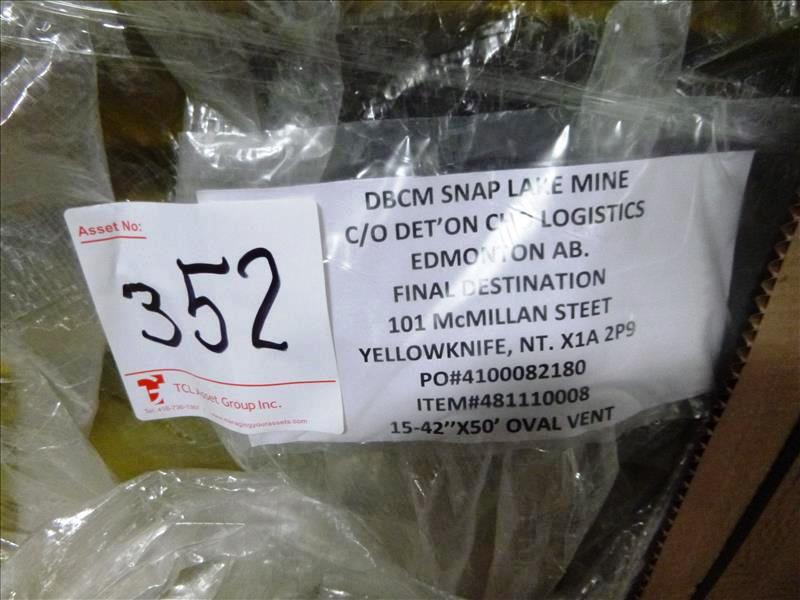 Asset No:
352
TCL Asset Group Inc.
DBCM SNAP LAKE MINE
C/O DET'ON CHO LOGISTICS
EDMONTON AB.
FINAL DESTINATION
101 McMILLAN STEET
YELLOWKNIFE, NT. X1A 2P9
PO#4100082180
ITEM#481110008
15-42"X50' OVAL VENT